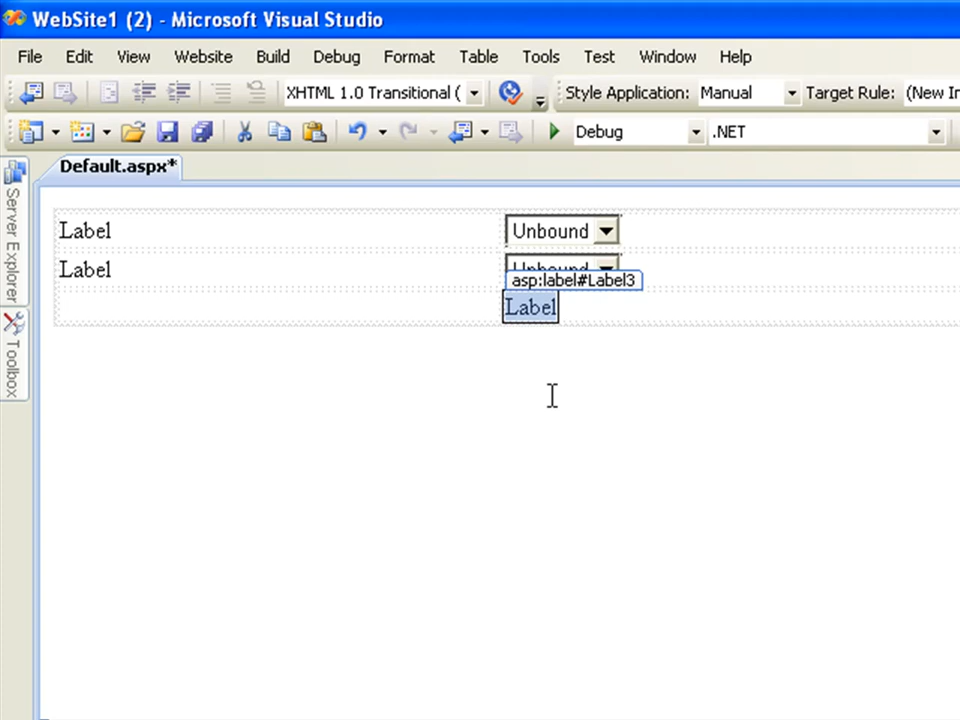 WebSite1 (2) - Microsoft Visual Studio
File Edit View Website Build Debug Format Table Tools Test Window Help
XHTML 1.0 Transitional ( Style Application: Manual Target Rule: (New In
Debug .NET
Default.aspx*
Server Explorer
Toolbox
Label Unbound
Label Unbound
asp:label#Label3
Label